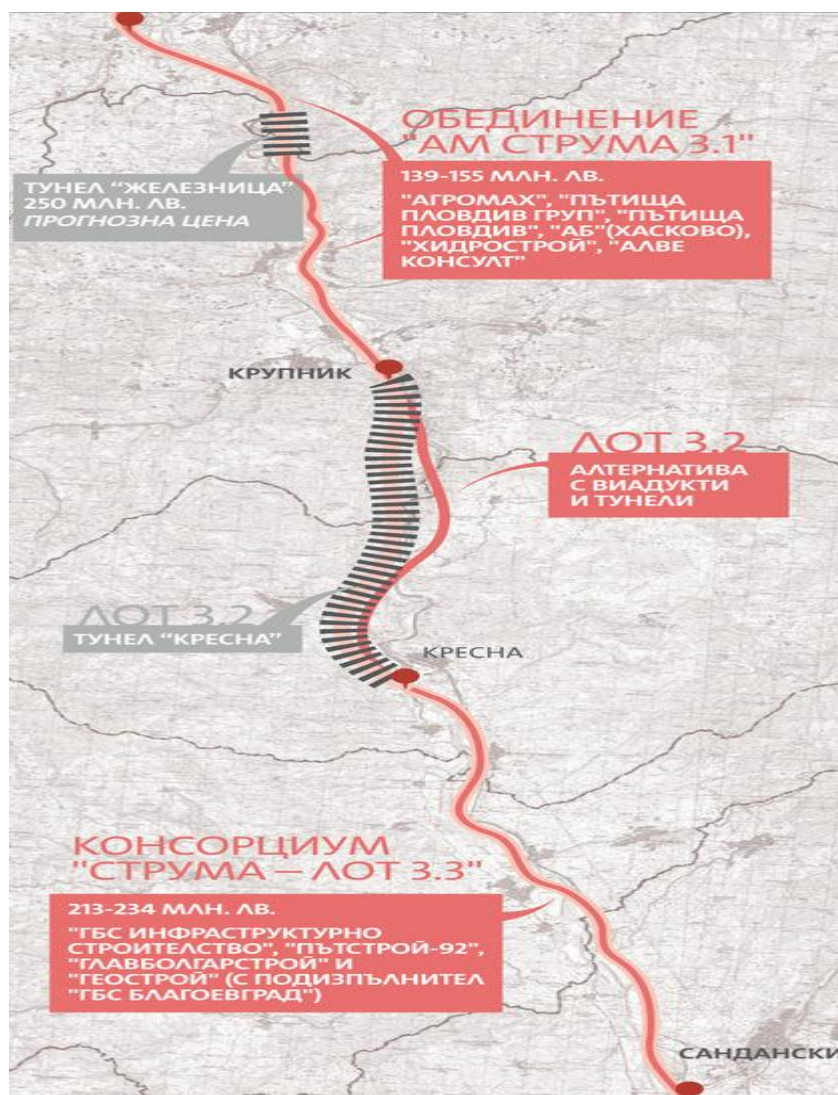 ОБЕДИНЕНИЕ
"АМ СТРУМА 3.1"
139-155 МЛН. ЛВ.
"АГРОМАХ", "ПЪТИЩА
ПЛОВДИВ ГРУП", "ПЪТИЩА
ПЛОВДИВ", "АБ"(ХАСКОВО),
"ХИДРОСТРОЙ", "АЛВЕ
КОНСУЛТ"
ТУНЕЛ "ЖЕЛЕЗНИЦА"
250 МЛН. ЛВ.
ПРОГНОЗНА ЦЕНА
КРУПНИК
ЛОТ 3.2
АЛТЕРНАТИВА
С ВИАДУКТИ
И ТУНЕЛИ
ЛОТ 3.2
ТУНЕЛ "КРЕСНА"
КРЕСНА
КОНСОРЦИУМ
"СТРУМА – ЛОТ 3.3"
213-234 МЛН. ЛВ.
"ГБС ИНФРАСТРУКТУРНО
СТРОИТЕЛСТВО", "ПЪТСТРОЙ-92",
"ГЛАВБОЛГАРСТРОЙ" И
"ГЕОСТРОЙ" (С ПОДИЗПЪЛНИТЕЛ
"ГБС БЛАГОЕВГРАД")
САНДАНСКИ